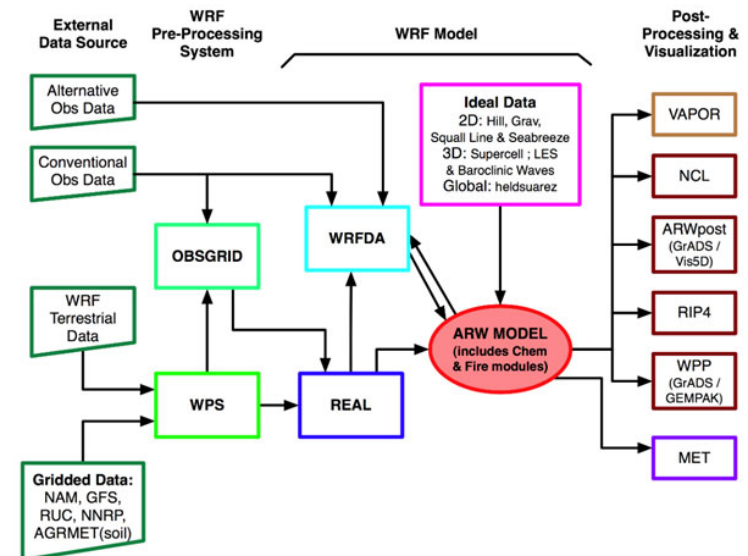 External
Data Source
WRF
Pre-Processing
System
WRF Model
Post-
Processing &
Visualization
Alternative
Obs Data
Conventional
Obs Data
WRF
Terrestrial
Data
Gridded Data:
NAM, GFS,
RUC, NNRP,
AGRMET(soil)
OBSGRID
WPS
WRFDA
REAL
Ideal Data
2D: Hill, Grav,
Squall Line & Seabreeze
3D: Supercell ; LES
& Baroclinic Waves
Global: heldsuarez
ARW MODEL
(includes Chem
& Fire modules)
VAPOR
NCL
ARWpost
(GrADS /
Vis5D)
RIP4
WPP
(GrADS /
GEMPAK)
MET